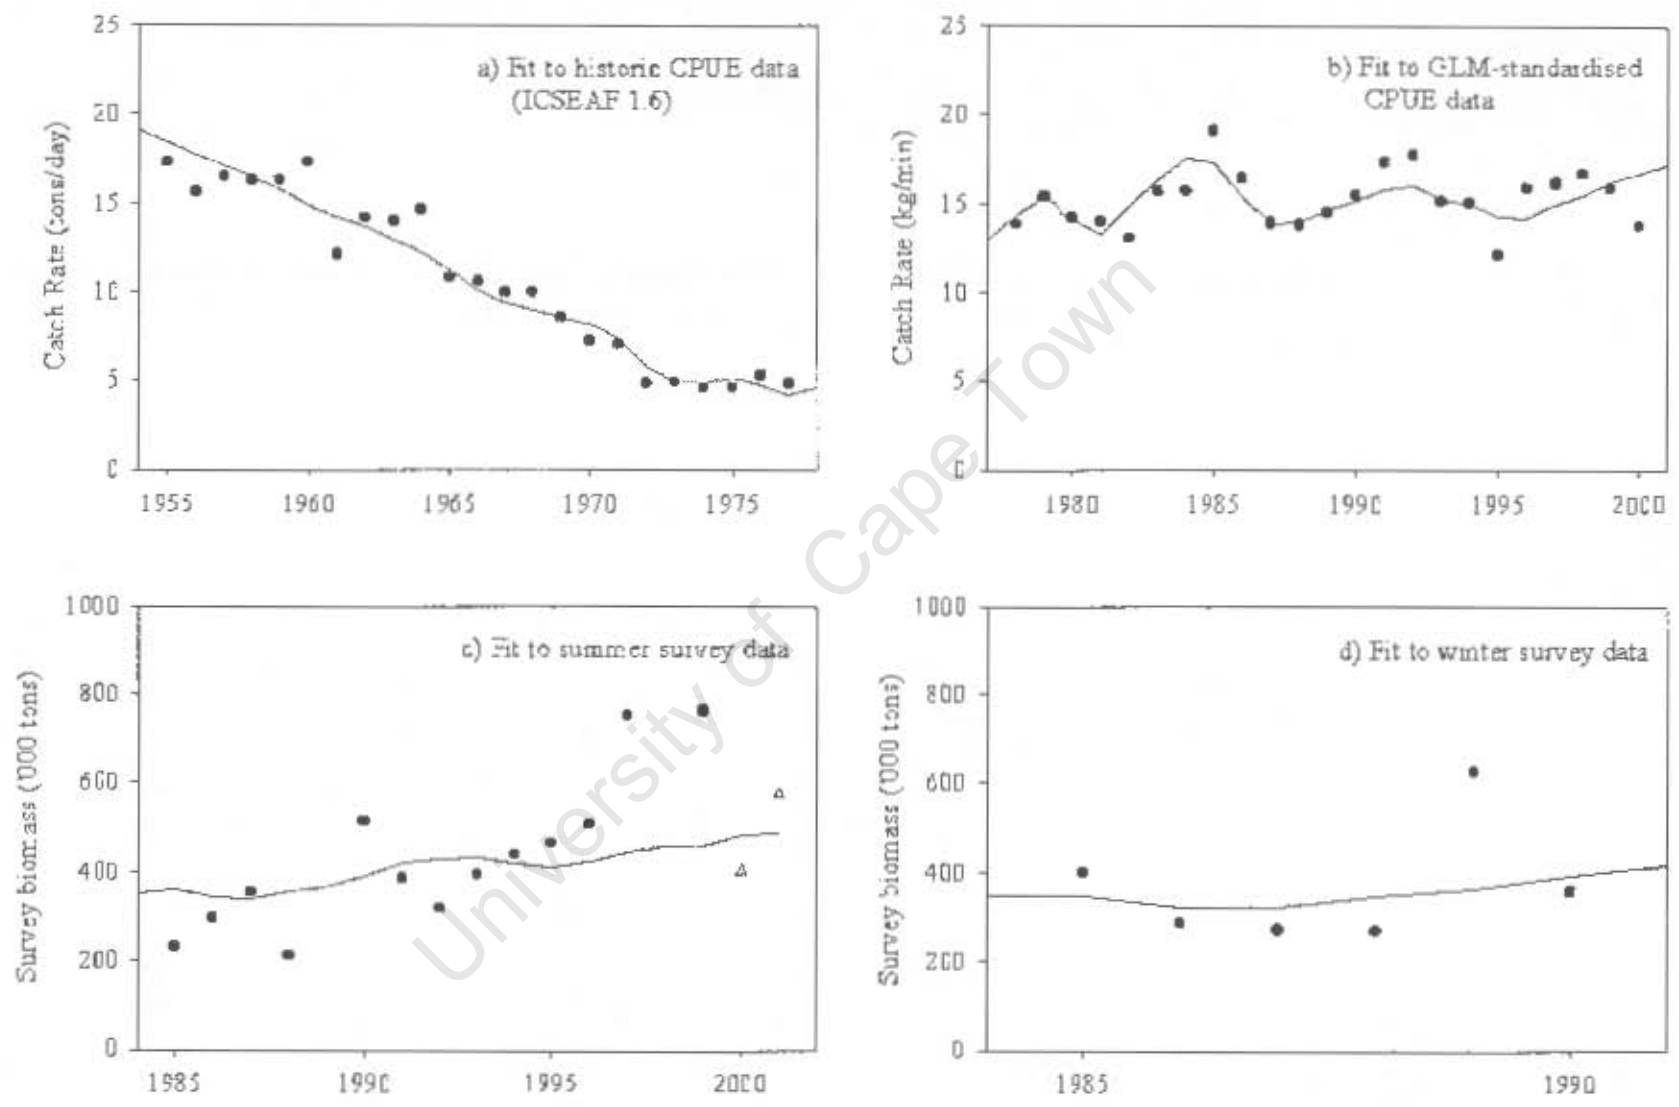 a) Fit to historic CPUE data
(ICSEAF 1.6)
Catch Rate (tons/day)
25
20
15
10
5
0
1955 1960 1965 1970 1975
b) Fit to GLM-standardised
CPUE data
Catch Rate (kg/min)
25
20
15
10
5
0
1980 1985 1990 1995 2000
c) Fit to summer survey data
Survey biomass ('000 tons)
1000
800
600
400
200
0
1985 1990 1995 2000
d) Fit to winter survey data
Survey biomass ('000 tons)
1000
800
600
400
200
0
1985 1990
University of Cape Town